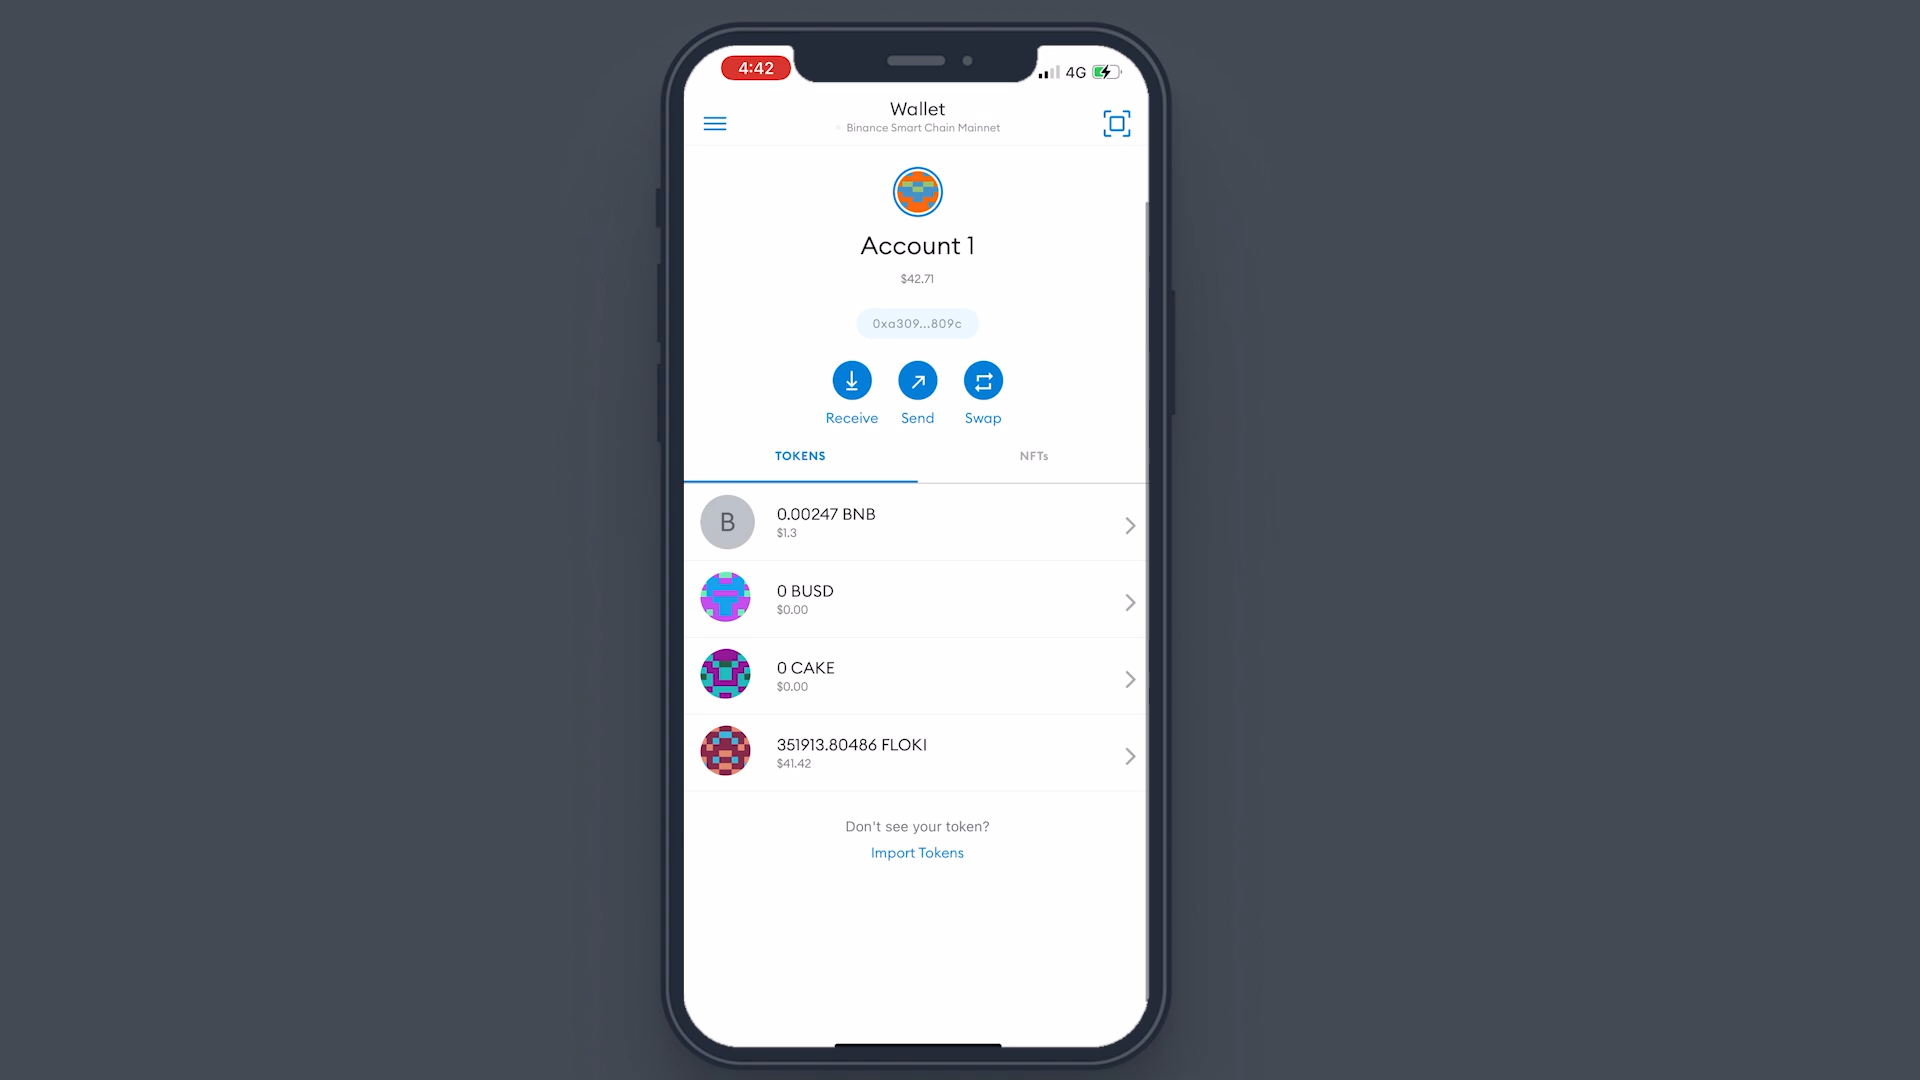 4:42
4G
Wallet
Binance Smart Chain Mainnet
Account 1
$42.71
0xa309...809c
Receive
Send
Swap
TOKENS
NFTs
B
0.00247 BNB
$1.3
0 BUSD
$0.00
0 CAKE
$0.00
351913.80486 FLOKI
$41.42
Don't see your token?
Import Tokens